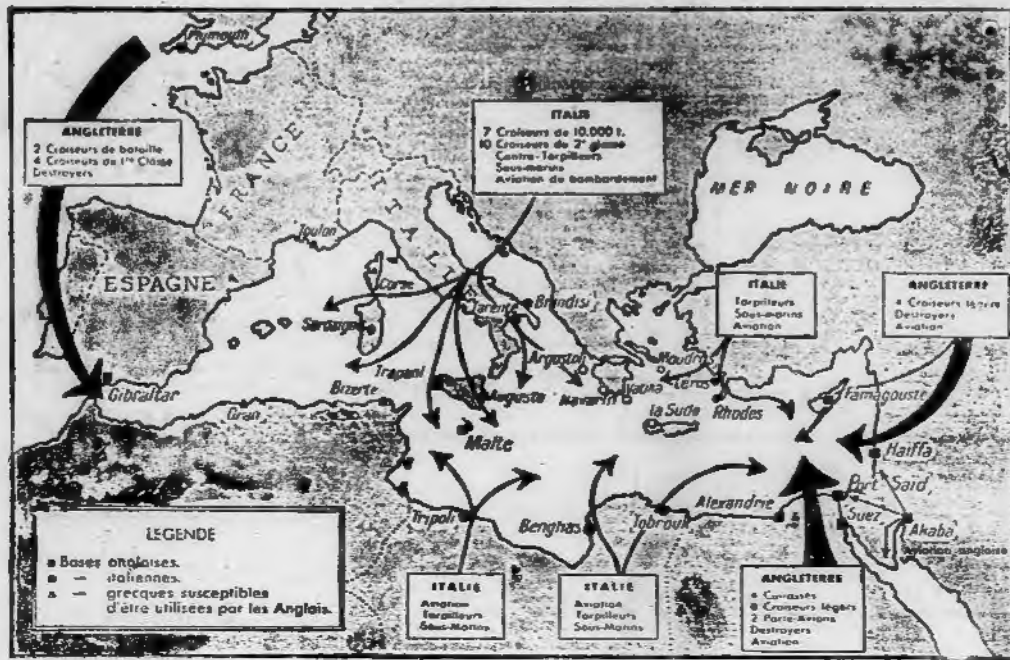 Plymouth
ANGLETERRE
2 Croiseurs de bataille
4 Croiseurs de 1re Classe
Destroyers
FRANCE
ITALIE
7 Croiseurs de 10.000 t.
10 Croiseurs de 2e classe
Contre-Torpilleurs
Sous-marins
Aviation de bombardement
MER NOIRE
ESPAGNE
Toulon
ITALIE
Corse
Sardaigne
Tarente
Brindisi
ITALIE
Torpilleurs
Sous-marins
Aviation
ANGLETERRE
4 Croiseurs légers
Destroyers
Aviation
Trapani
Argostoli
Moudros
Leros
Gibraltar
Oran
Bizerte
Augusta
Navarin
la Sude
Rhodes
Famagouste
Malte
Haiffa
Port Said
Tripoli
Benghas
Tobrouk
Alexandrie
Suez
Akaba
Aviation anglaise
LEGENDE
Bases anglaises.
— italiennes.
— grecques susceptibles
d'être utilisées par les Anglais.
ITALIE
Aviation
Torpilleurs
Sous-Marins
ITALIE
Aviation
Torpilleurs
Sous-Marins
ANGLETERRE
Cuirassés
Croiseurs légers
2 Porte-Avions
Destroyers
Aviation